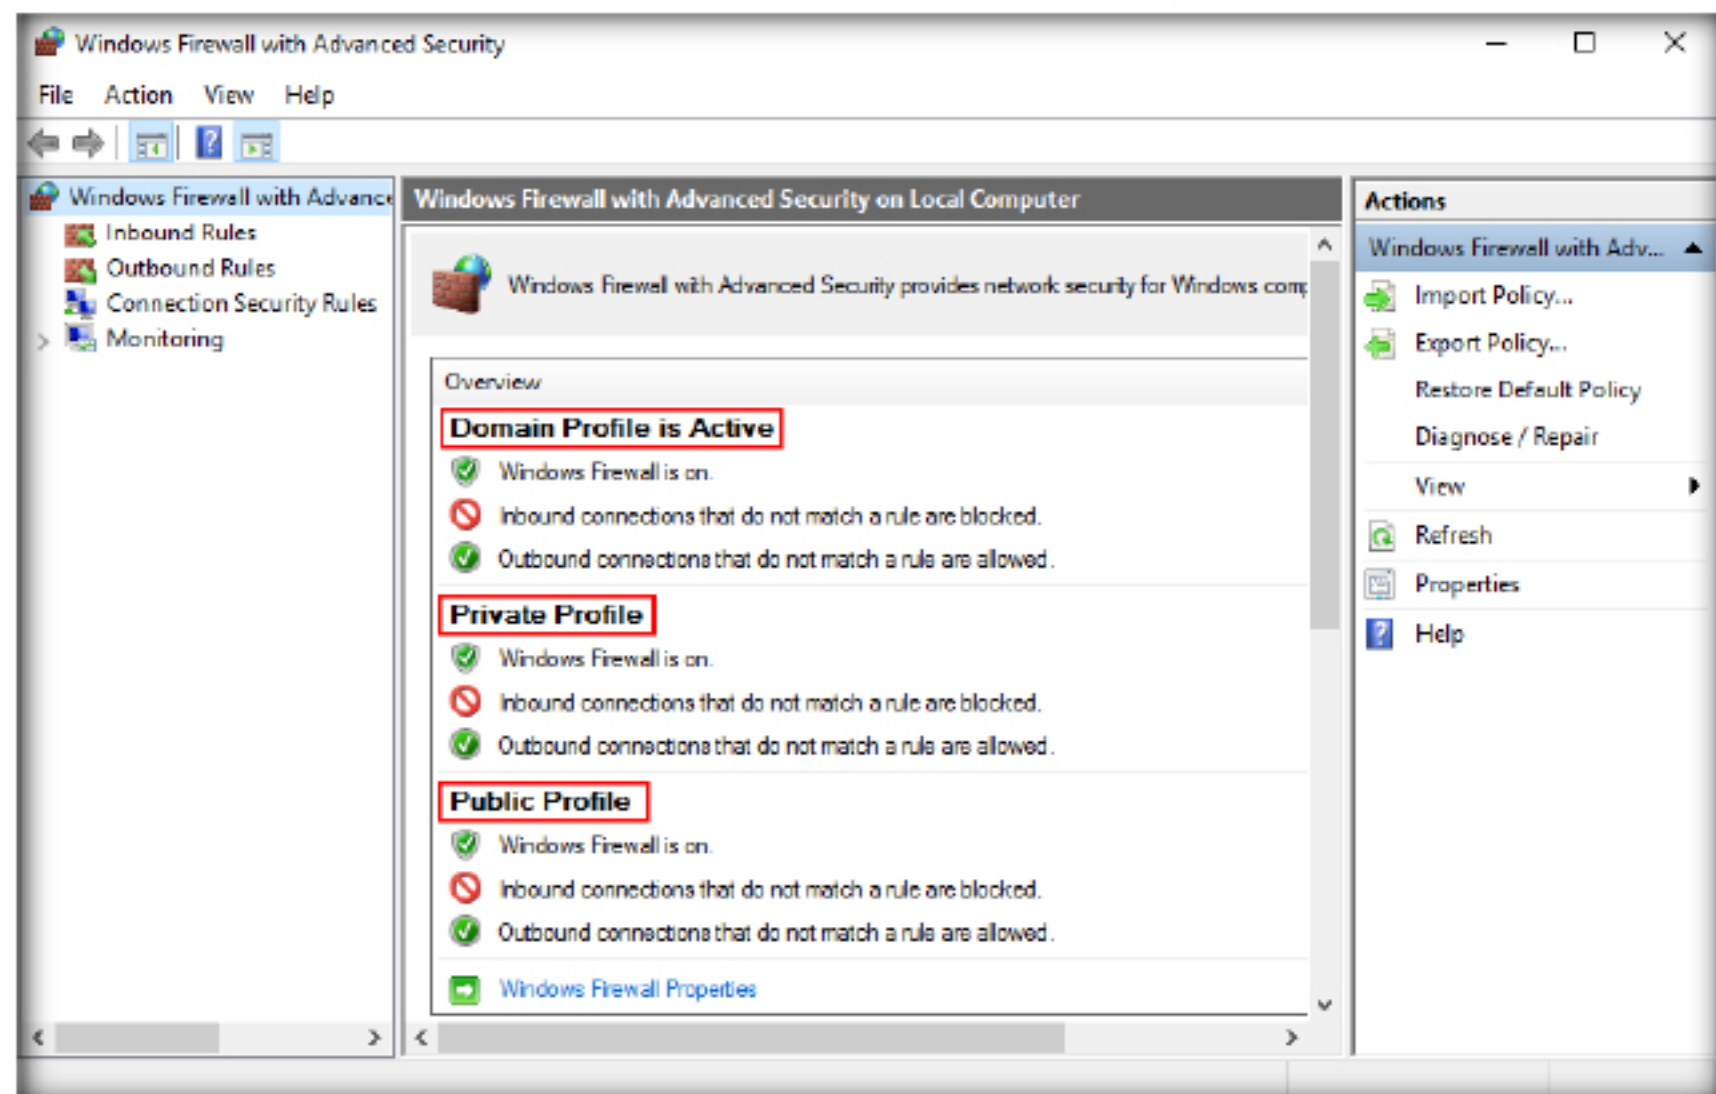 Windows Firewall with Advanced Security
File Action View Help
Windows Firewall with Advance
Inbound Rules
Outbound Rules
Connection Security Rules
Monitoring
Windows Firewall with Advanced Security on Local Computer
Windows Firewall with Advanced Security provides network security for Windows comp
Overview
Domain Profile is Active
Windows Firewall is on.
Inbound connections that do not match a rule are blocked.
Outbound connections that do not match a rule are allowed.
Private Profile
Windows Firewall is on.
Inbound connections that do not match a rule are blocked.
Outbound connections that do not match a rule are allowed.
Public Profile
Windows Firewall is on.
Inbound connections that do not match a rule are blocked.
Outbound connections that do not match a rule are allowed.
Windows Firewall Properties
Actions
Windows Firewall with Adv...
Import Policy...
Export Policy...
Restore Default Policy
Diagnose / Repair
View
Refresh
Properties
Help